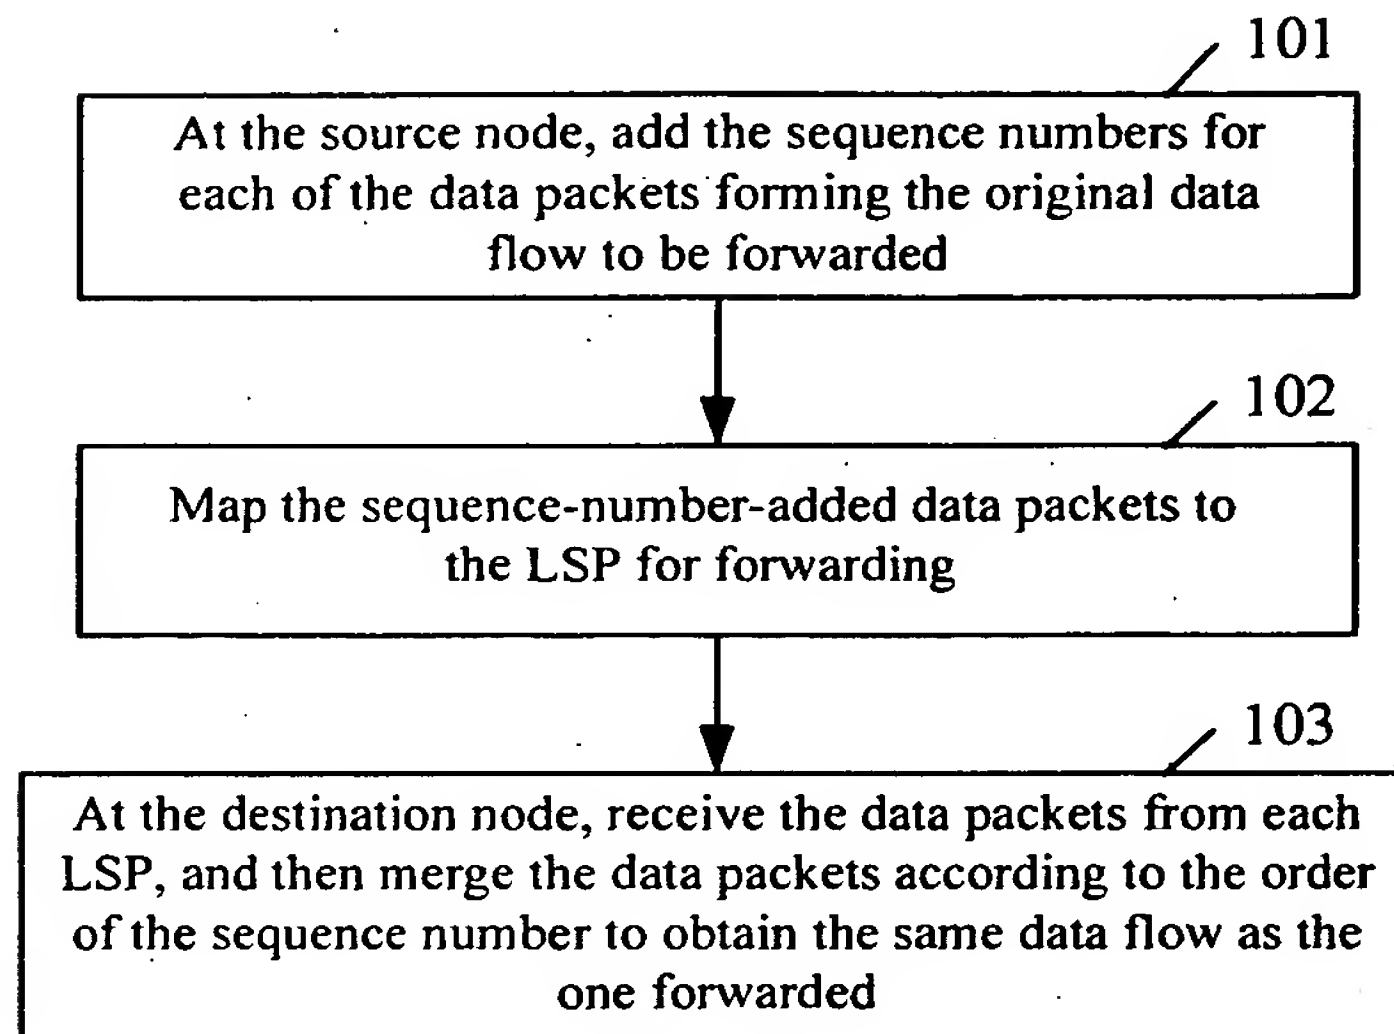 101
At the source node, add the sequence numbers for
each of the data packets forming the original data
flow to be forwarded
102
Map the sequence-number-added data packets to
the LSP for forwarding
103
At the destination node, receive the data packets from each
LSP, and then merge the data packets according to the order
of the sequence number to obtain the same data flow as the
one forwarded